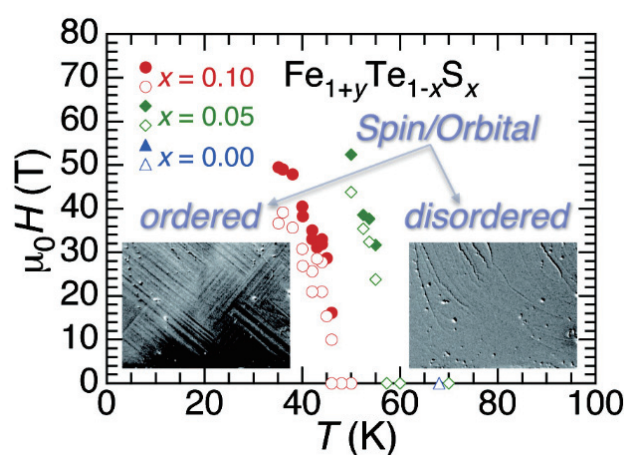 80
70
60
50
40
30
20
10
0
μ₀H (T)
x = 0.10
x = 0.05
x = 0.00
Fe₁₊yTe₁₋ₓSₓ
Spin/Orbital
ordered
disordered
0 20 40 60 80 100
T (K)